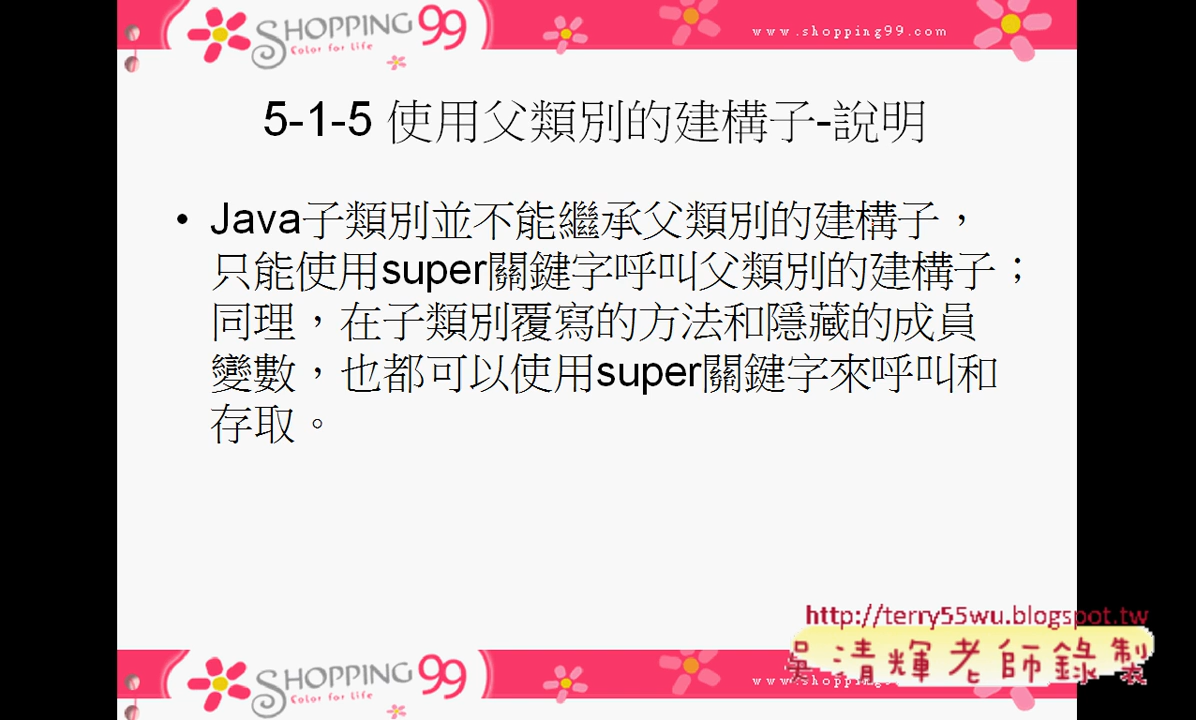 SHOPPING 99
Color for Life
www.shopping99.com
5-1-5 使用父類別的建構子-說明
• Java子類別並不能繼承父類別的建構子，
只能使用super關鍵字呼叫父類別的建構子；
同理，在子類別覆寫的方法和隱藏的成員
變數，也都可以使用super關鍵字來呼叫和
存取。
http://terry55wu.blogspot.tw
吳清輝老師錄製
SHOPPING 99
Color for Life